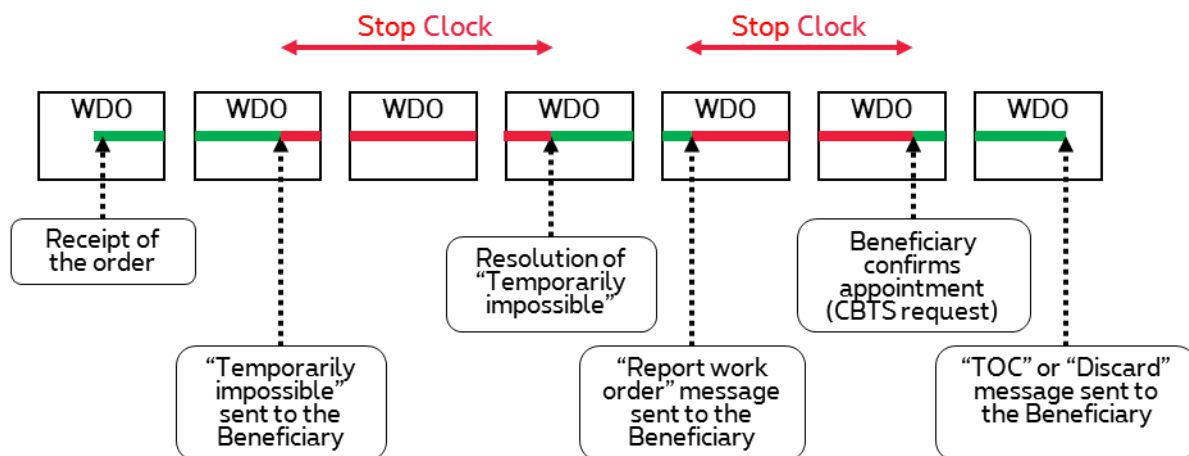 Stop Clock
Stop Clock
WDO
WDO
WDO
WDO
WDO
WDO
WDO
Receipt of
the order
“Temporarily
impossible”
sent to the
Beneficiary
Resolution of
“Temporarily
impossible”
“Report work
order” message
sent to the
Beneficiary
Beneficiary
confirms
appointment
(CBTS request)
“TOC” or “Discard”
message sent to
the Beneficiary